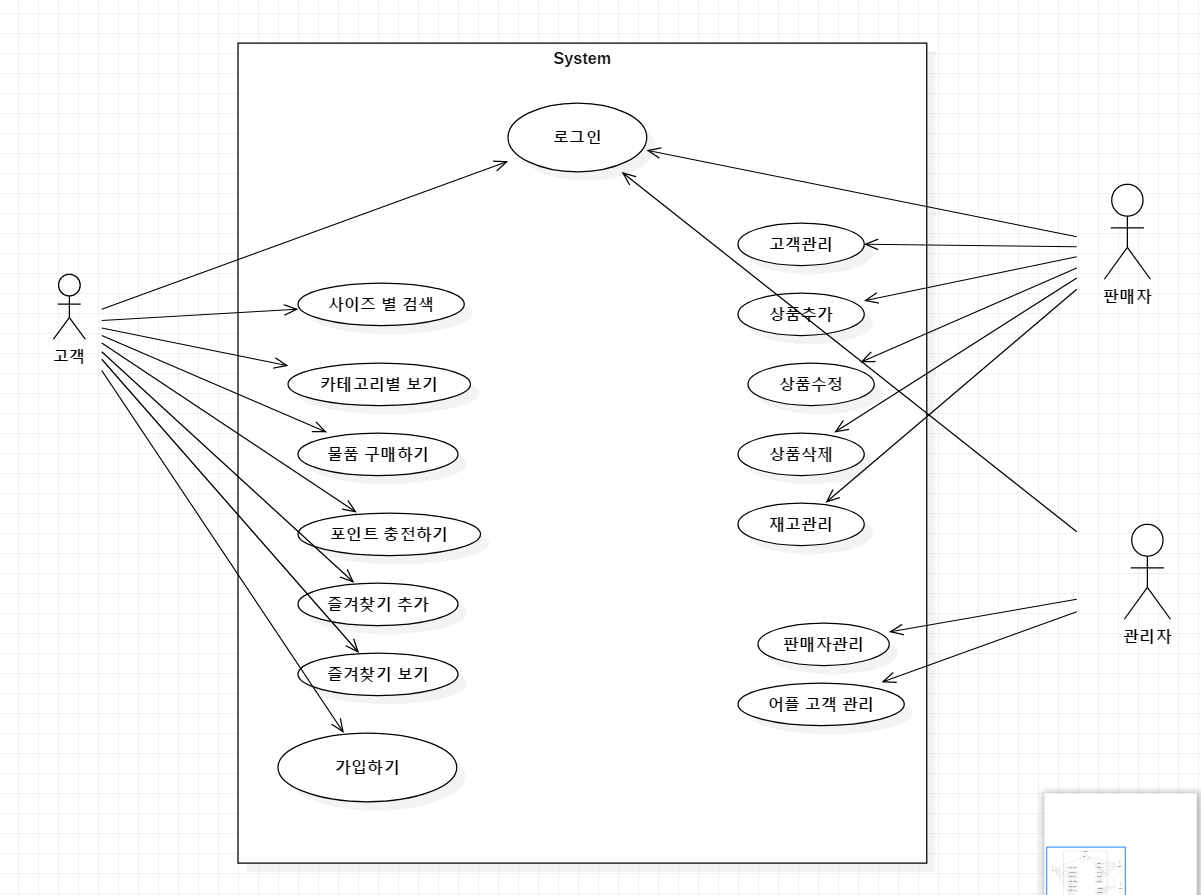 System
로그인
고객
사이즈 별 검색
카테고리별 보기
물품 구매하기
포인트 충전하기
즐겨찾기 추가
즐겨찾기 보기
가입하기
고객관리
상품추가
상품수정
상품삭제
재고관리
판매자관리
어플 고객 관리
판매자
관리자